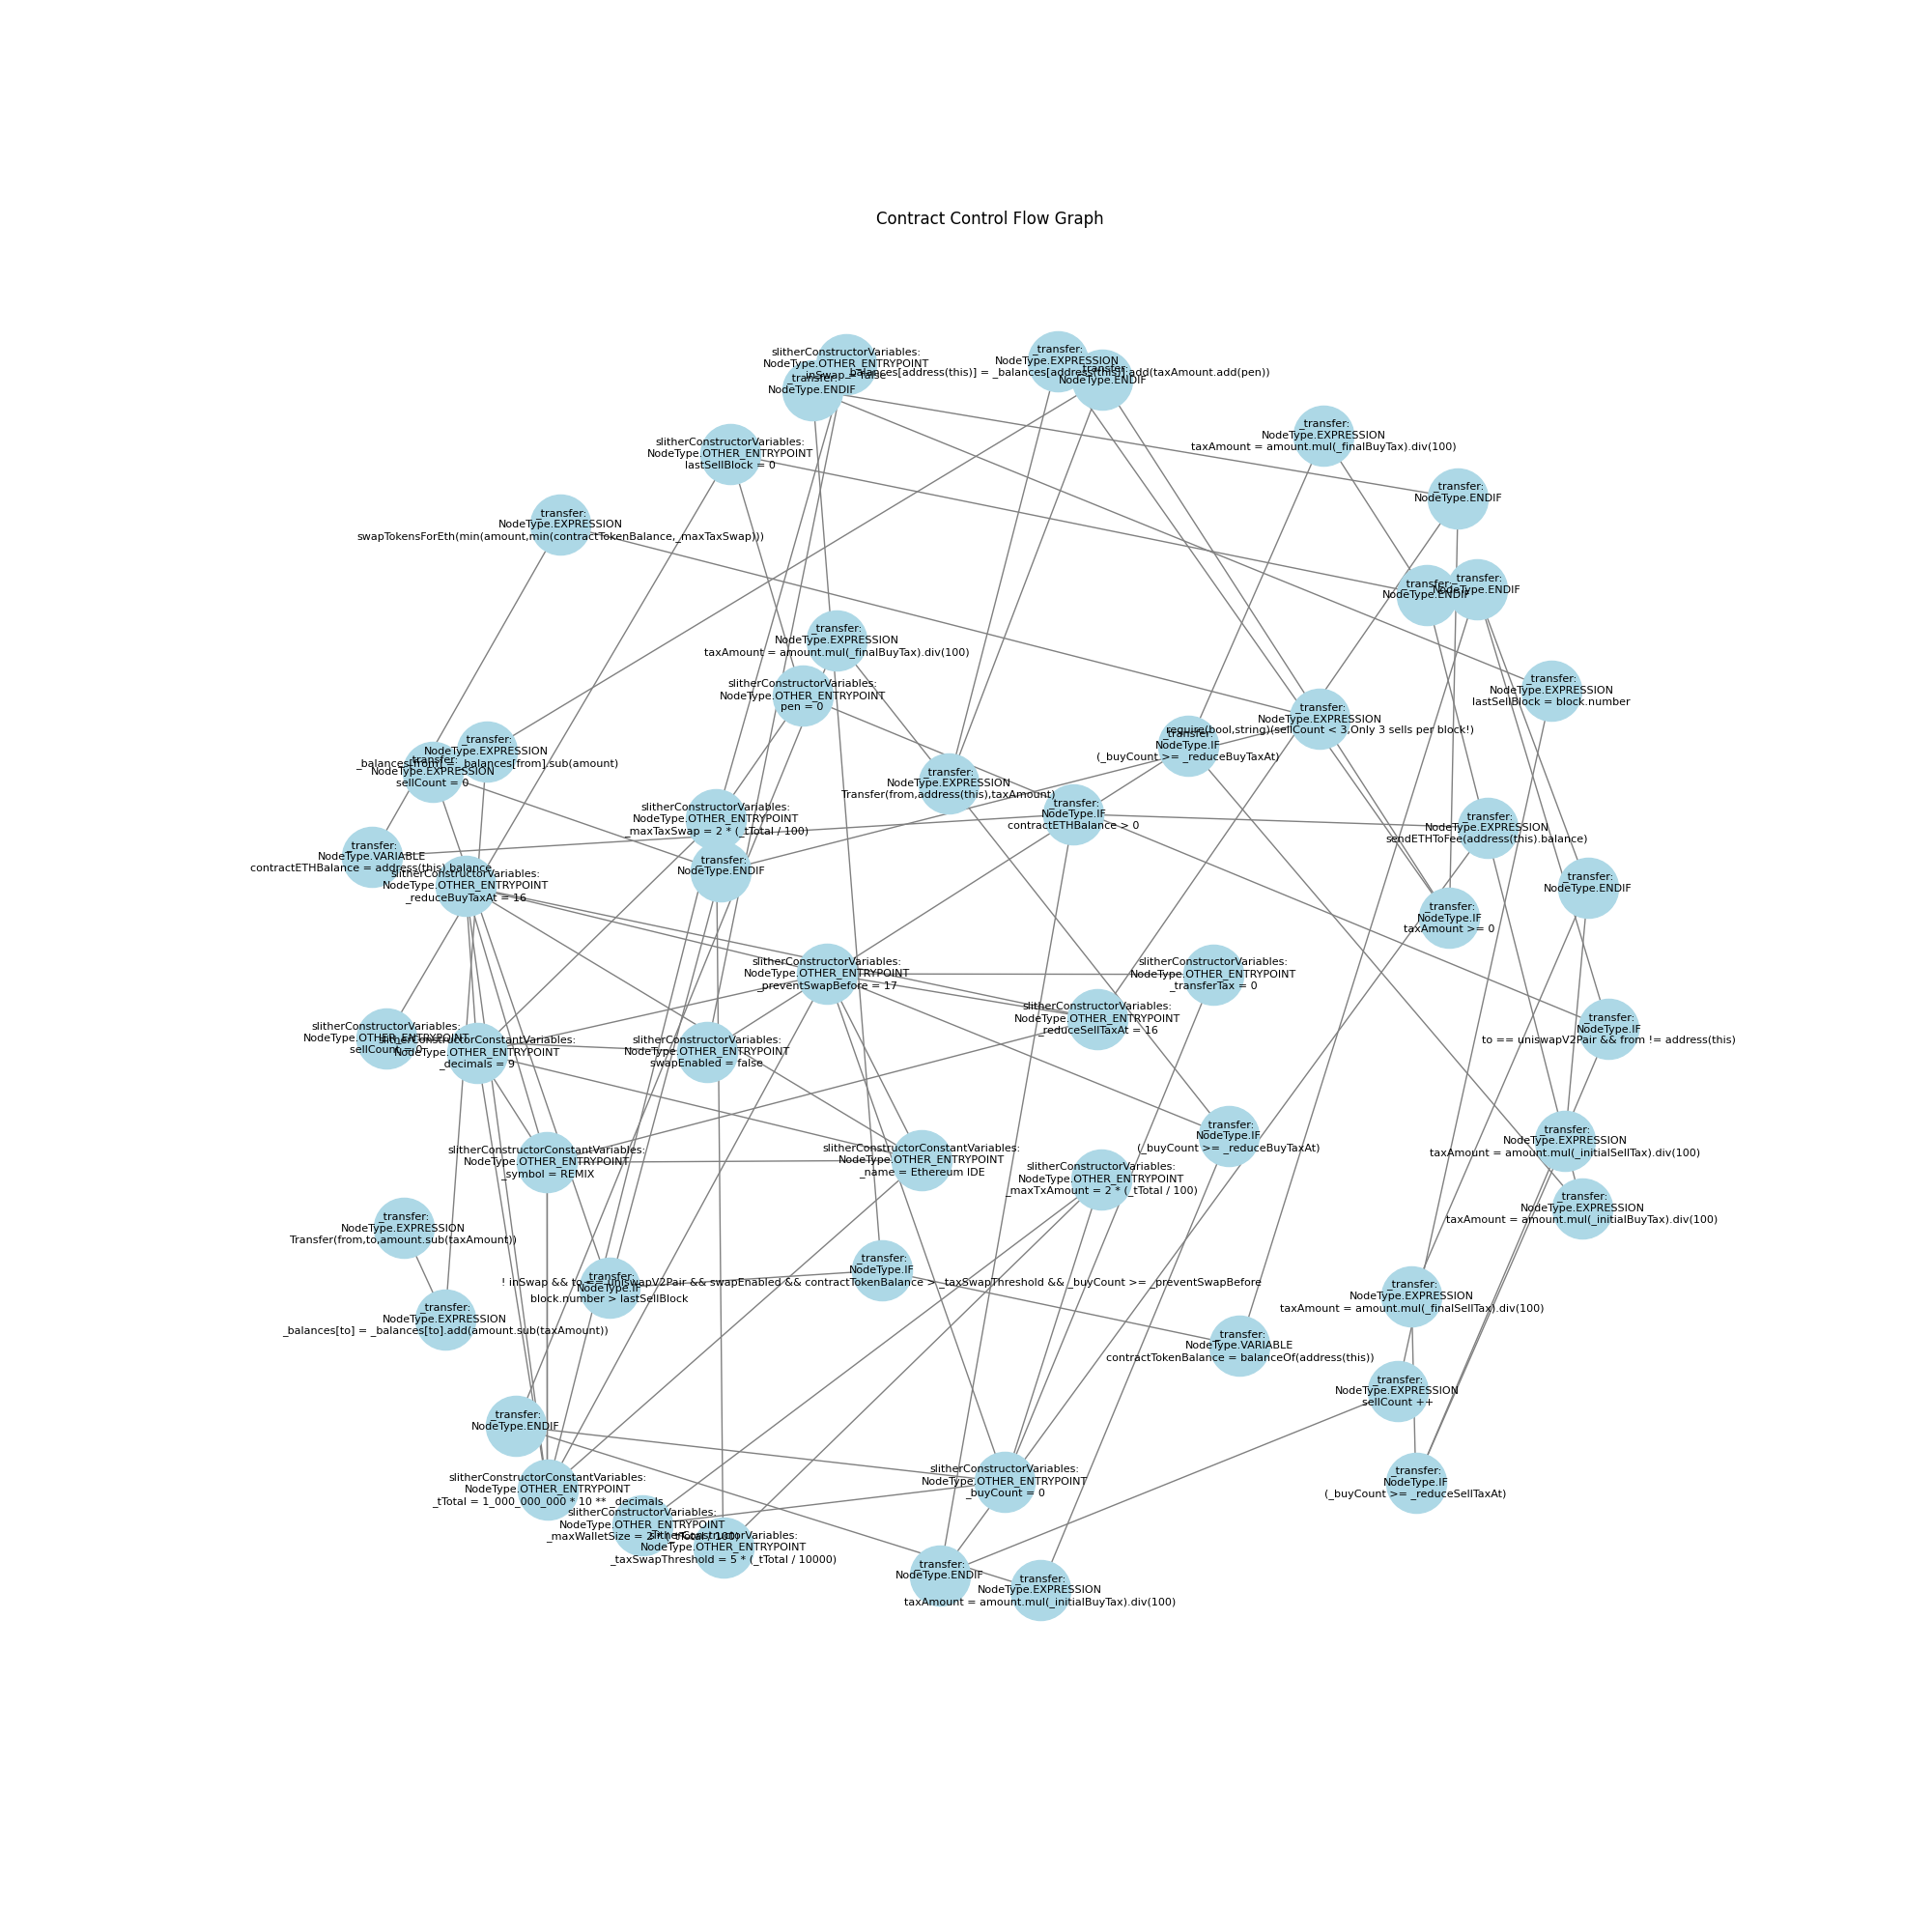 Contract Control Flow Graph
slitherConstructorVariables:
NodeType.OTHER_ENTRYPOINT
inSwap = false
_transfer:
NodeType.ENDIF
_transfer:
NodeType.EXPRESSION
_balances[address(this)] = _balances[address(this)].add(taxAmount.add(pen))
_transfer:
NodeType.ENDIF
_transfer:
NodeType.EXPRESSION
taxAmount = amount.mul(_finalBuyTax).div(100)
slitherConstructorVariables:
NodeType.OTHER_ENTRYPOINT
lastSellBlock = 0
_transfer:
NodeType.ENDIF
_transfer:
NodeType.EXPRESSION
swapTokensForEth(min(amount,min(contractTokenBalance,_maxTaxSwap)))
_transfer:
NodeType.ENDIF
_transfer:
NodeType.ENDIF
_transfer:
NodeType.EXPRESSION
taxAmount = amount.mul(_finalBuyTax).div(100)
slitherConstructorVariables:
NodeType.OTHER_ENTRYPOINT
pen = 0
_transfer:
NodeType.EXPRESSION
lastSellBlock = block.number
_transfer:
NodeType.EXPRESSION
require(bool,string)(sellCount < 3,Only 3 sells per block!)
_transfer:
NodeType.IF
(_buyCount >= _reduceBuyTaxAt)
_transfer:
NodeType.EXPRESSION
_balances[from] = _balances[from].sub(amount)
_transfer:
NodeType.EXPRESSION
sellCount = 0
_transfer:
NodeType.EXPRESSION
Transfer(from,address(this),taxAmount)
slitherConstructorVariables:
NodeType.OTHER_ENTRYPOINT
_maxTaxSwap = 2 * (_tTotal / 100)
_transfer:
NodeType.IF
contractETHBalance > 0
_transfer:
NodeType.EXPRESSION
sendETHToFee(address(this).balance)
_transfer:
NodeType.VARIABLE
contractETHBalance = address(this).balance
_transfer:
NodeType.ENDIF
slitherConstructorVariables:
NodeType.OTHER_ENTRYPOINT
_reduceBuyTaxAt = 16
_transfer:
NodeType.ENDIF
_transfer:
NodeType.IF
taxAmount >= 0
slitherConstructorVariables:
NodeType.OTHER_ENTRYPOINT
_preventSwapBefore = 17
slitherConstructorVariables:
NodeType.OTHER_ENTRYPOINT
_transferTax = 0
slitherConstructorVariables:
NodeType.OTHER_ENTRYPOINT
_reduceSellTaxAt = 16
_transfer:
NodeType.IF
to == uniswapV2Pair && from != address(this)
slitherConstructorVariables:
NodeType.OTHER_ENTRYPOINT
sellCount = 0
slitherConstructorConstantVariables:
NodeType.OTHER_ENTRYPOINT
_decimals = 9
slitherConstructorVariables:
NodeType.OTHER_ENTRYPOINT
swapEnabled = false
_transfer:
NodeType.IF
(_buyCount >= _reduceBuyTaxAt)
_transfer:
NodeType.EXPRESSION
taxAmount = amount.mul(_initialSellTax).div(100)
slitherConstructorConstantVariables:
NodeType.OTHER_ENTRYPOINT
_symbol = REMIX
slitherConstructorConstantVariables:
NodeType.OTHER_ENTRYPOINT
_name = Ethereum IDE
slitherConstructorVariables:
NodeType.OTHER_ENTRYPOINT
_maxTxAmount = 2 * (_tTotal / 100)
_transfer:
NodeType.EXPRESSION
taxAmount = amount.mul(_initialBuyTax).div(100)
_transfer:
NodeType.EXPRESSION
Transfer(from,to,amount.sub(taxAmount))
_transfer:
NodeType.IF
! inSwap && to == uniswapV2Pair && swapEnabled && contractTokenBalance > _taxSwapThreshold && _buyCount >= _preventSwapBefore
_transfer:
NodeType.IF
block.number > lastSellBlock
_transfer:
NodeType.EXPRESSION
taxAmount = amount.mul(_finalSellTax).div(100)
_transfer:
NodeType.EXPRESSION
_balances[to] = _balances[to].add(amount.sub(taxAmount))
_transfer:
NodeType.VARIABLE
contractTokenBalance = balanceOf(address(this))
_transfer:
NodeType.EXPRESSION
sellCount ++
_transfer:
NodeType.ENDIF
slitherConstructorVariables:
NodeType.OTHER_ENTRYPOINT
_buyCount = 0
_transfer:
NodeType.IF
(_buyCount >= _reduceSellTaxAt)
slitherConstructorConstantVariables:
NodeType.OTHER_ENTRYPOINT
_tTotal = 1_000_000_000 * 10 ** _decimals
slitherConstructorVariables:
NodeType.OTHER_ENTRYPOINT
_maxWalletSize = 2 * (_tTotal / 100)
slitherConstructorVariables:
NodeType.OTHER_ENTRYPOINT
_taxSwapThreshold = 5 * (_tTotal / 10000)
_transfer:
NodeType.ENDIF
_transfer:
NodeType.EXPRESSION
taxAmount = amount.mul(_initialBuyTax).div(100)